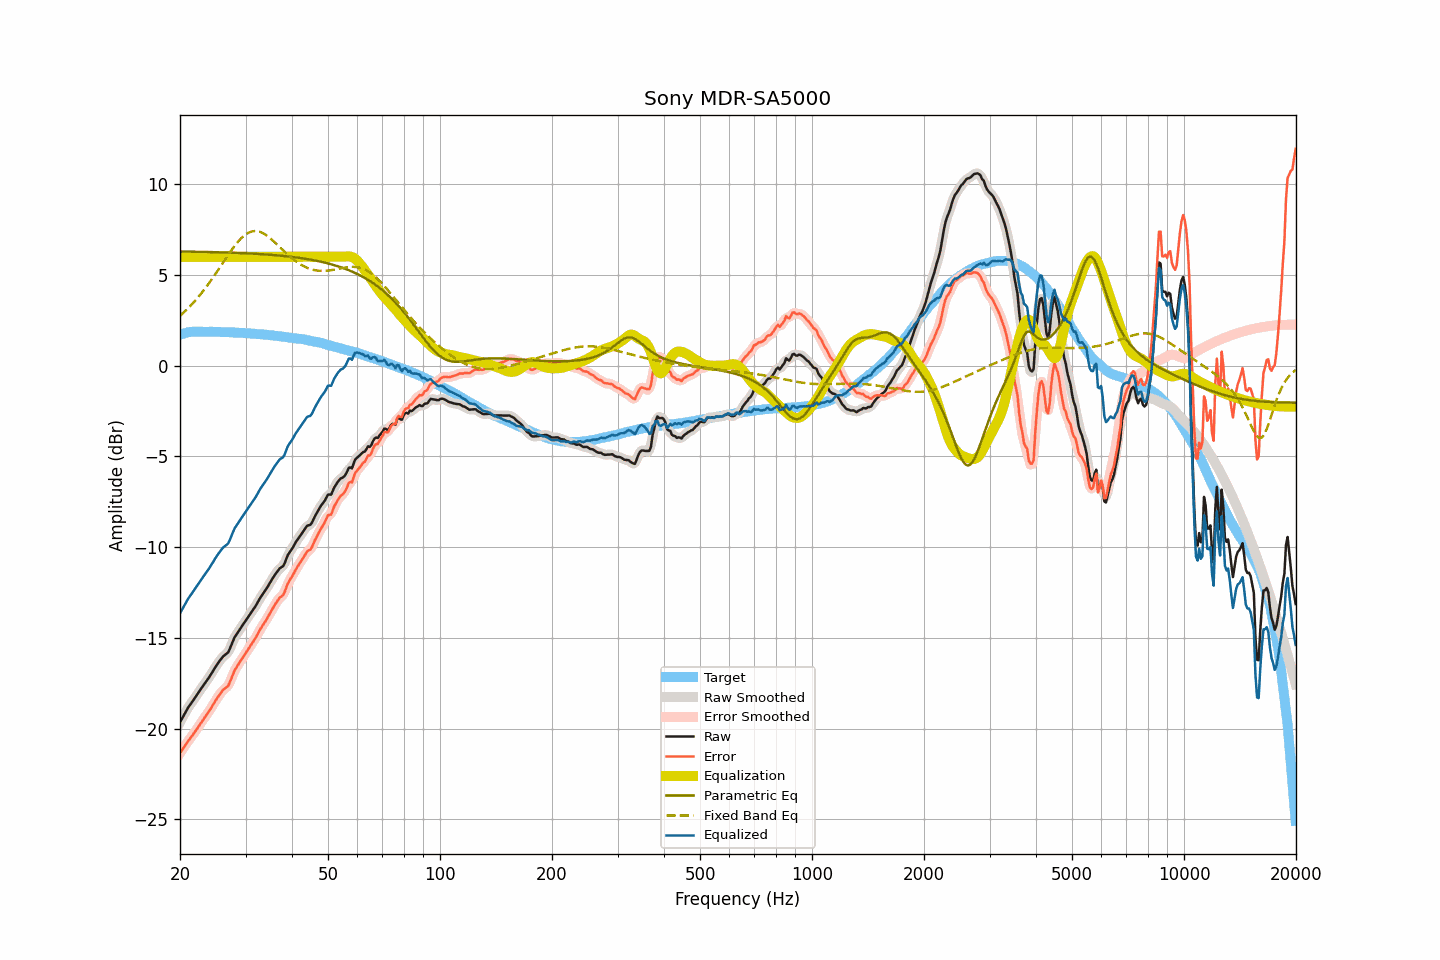 Sony MDR-SA5000
Amplitude (dBr)
10
5
0
−5
−10
−15
−20
−25
Target
Raw Smoothed
Error Smoothed
Raw
Error
Equalization
Parametric Eq
Fixed Band Eq
Equalized
20 50 100 200 500 1000 2000 5000 10000 20000
Frequency (Hz)